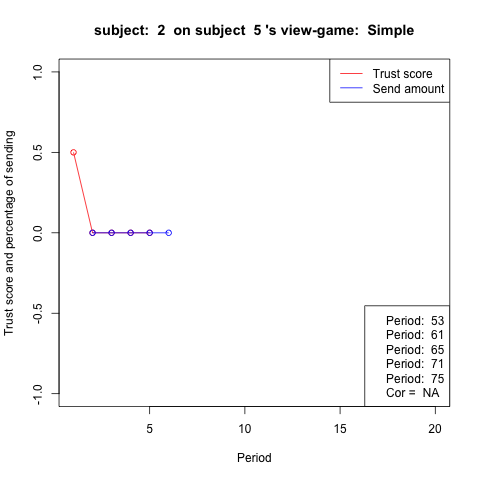 subject:  2  on subject  5 's view-game:  Simple
Trust score
Send amount
Trust score and percentage of sending
1.0
0.5
0.0
-0.5
-1.0
Period:  53
Period:  61
Period:  65
Period:  71
Period:  75
Cor =  NA
5
10
15
20
Period